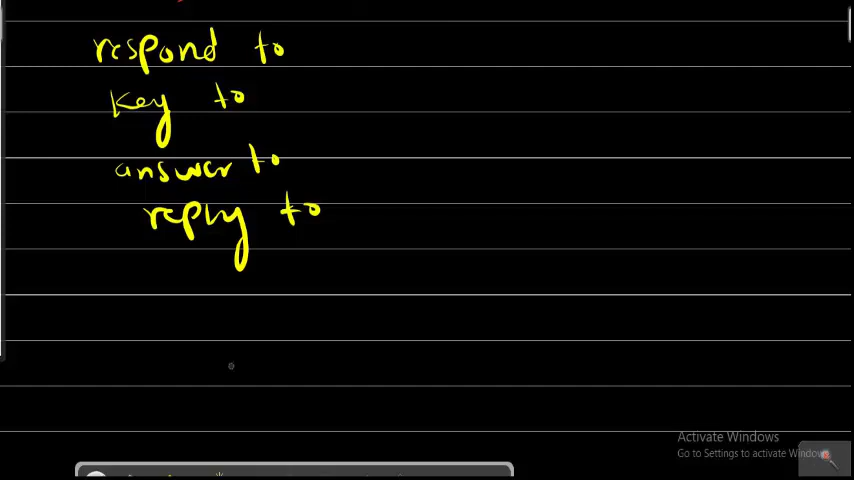 respond to
key to
answer to
reply to
Activate Windows
Go to Settings to activate Windows.